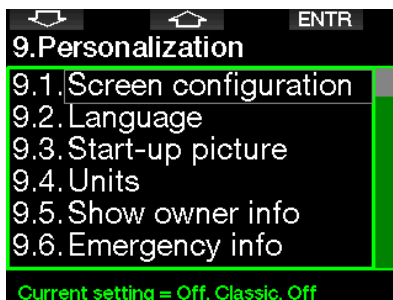 ENTR
9.Personalization
9.1.Screen configuration
9.2.Language
9.3.Start-up picture
9.4.Units
9.5.Show owner info
9.6.Emergency info
Current setting = Off, Classic, Off